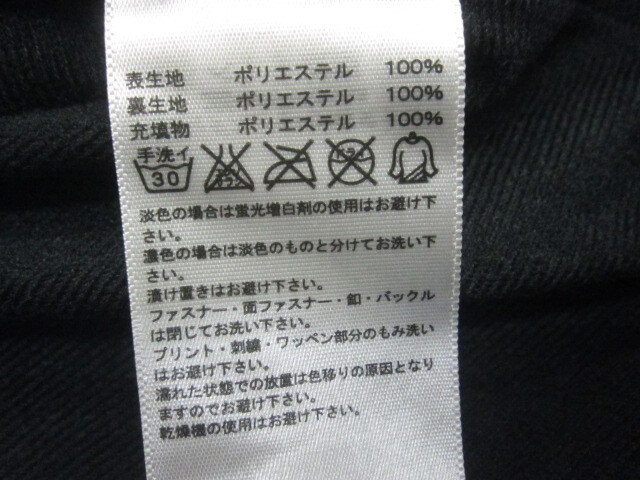 表生地 ポリエステル 100%
裏生地 ポリエステル 100%
充填物 ポリエステル 100%
手洗イ
30
エンソ
ドライ
淡色の場合は蛍光増白剤の使用はお避け下
さい。
濃色の場合は淡色のものと分けてお洗い下
さい。
漬け置きはお避け下さい。
ファスナー・面ファスナー・釦・バックル
は閉じてお洗い下さい。
プリント・刺繍・ワッペン部分のもみ洗い
はお避け下さい。
濡れた状態での放置は色移りの原因となり
ますのでお避け下さい。
乾燥機の使用はお避け下さい。